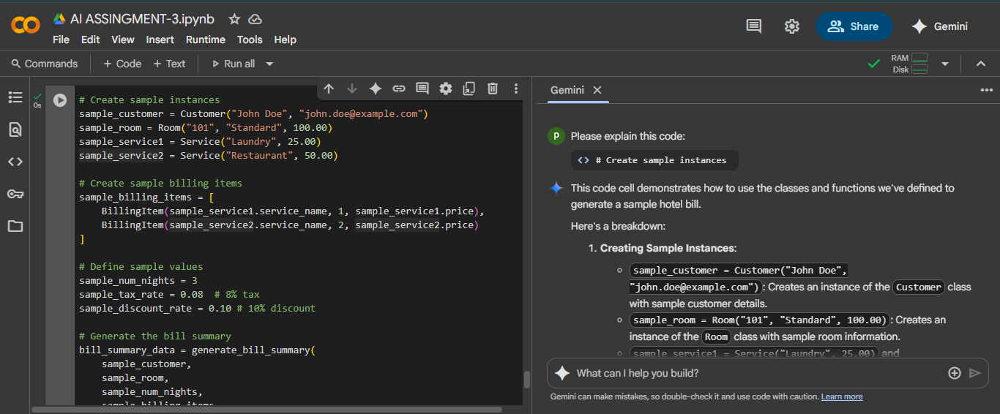 AI ASSINGMENT-3.ipynb
File Edit View Insert Runtime Tools Help
Share
Gemini
Commands + Code + Text Run all
RAM
Disk
0s
# Create sample instances
sample_customer = Customer("John Doe", "john.doe@example.com")
sample_room = Room("101", "Standard", 100.00)
sample_service1 = Service("Laundry", 25.00)
sample_service2 = Service("Restaurant", 50.00)
# Create sample billing items
sample_billing_items = [
    BillingItem(sample_service1.service_name, 1, sample_service1.price),
    BillingItem(sample_service2.service_name, 2, sample_service2.price)
]
# Define sample values
sample_num_nights = 3
sample_tax_rate = 0.08  # 8% tax
sample_discount_rate = 0.10 # 10% discount
# Generate the bill summary
bill_summary_data = generate_bill_summary(
    sample_customer,
    sample_room,
    sample_num_nights,
    sample_billing_items
Gemini
P
Please explain this code:
<> # Create sample instances
This code cell demonstrates how to use the classes and functions we've defined to
generate a sample hotel bill.
Here's a breakdown:
1. Creating Sample Instances:
sample_customer = Customer("John Doe",
"john.doe@example.com"): Creates an instance of the Customer class
with sample customer details.
sample_room = Room("101", "Standard", 100.00): Creates an
instance of the Room class with sample room information.
sample_service1 = Service("Laundry", 25.00) and
What can I help you build?
Gemini can make mistakes, so double-check it and use code with caution. Learn more